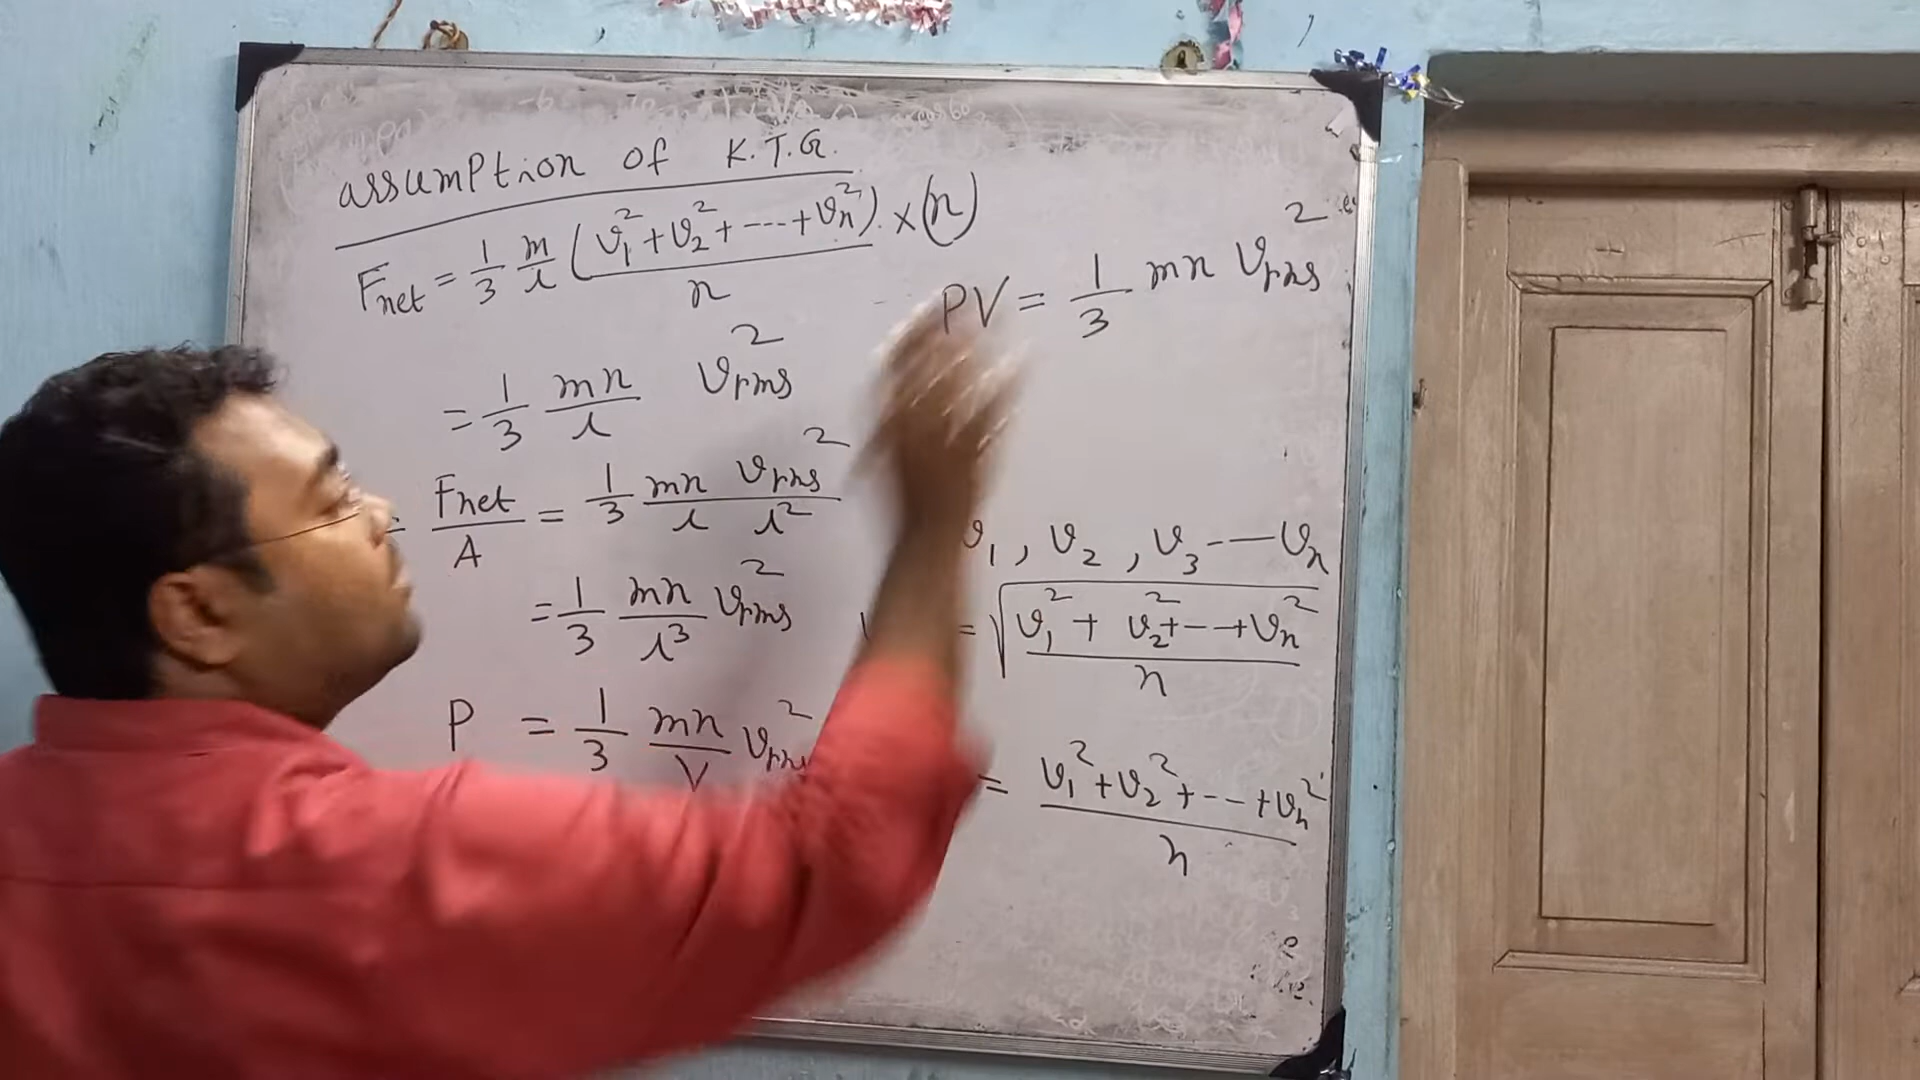 assumption of K.T.G.
Fnet = 1/3 m/l (v₁² + v₂² + --- + vₙ²)/n × (n)
= 1/3 mn/l vrms²
= Fnet/A = 1/3 mn/l vrms²/l²
= 1/3 mn/l³ vrms²
P = 1/3 mn/V vrms²
PV = 1/3 mn vrms²
v₁, v₂, v₃ --- vₙ
= √((v₁² + v₂² + --- + vₙ²)/n)
= (v₁² + v₂² + --- + vₙ²)/n